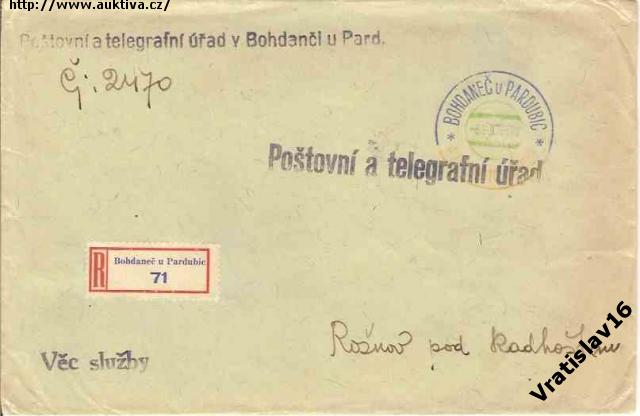 http://www.auktiva.cz/
Poštovní a telegrafní úřad v Bohdanči u Pard.
Čj: 2470
BOHDANEČ U PARDUBIC
Poštovní a telegrafní úřad
R
Bohdaneč u Pardubic
71
Rožnov pod Radhoštěm
Věc služby
Vratislav16